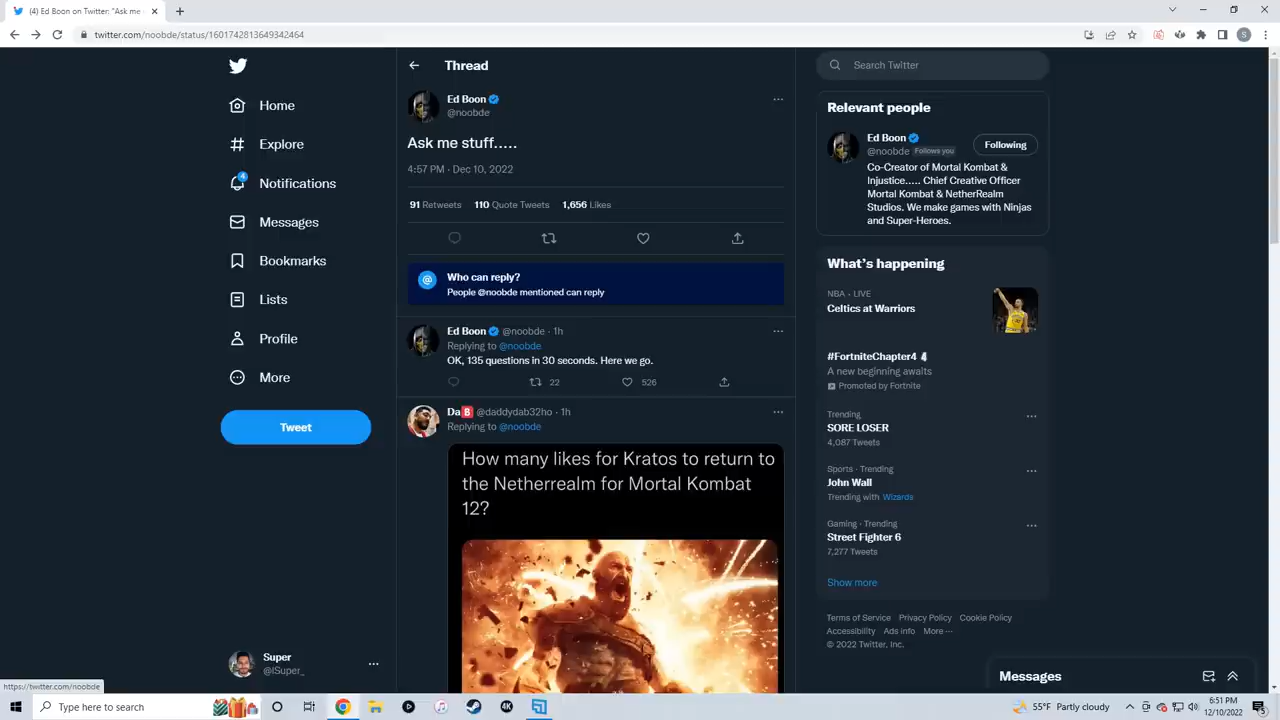 (4) Ed Boon on Twitter: "Ask me
twitter.com/noobde/status/1601742813649342464
Home
Explore
4
Notifications
Messages
Bookmarks
Lists
Profile
More
Tweet
Super
@ISuper_
Thread
Ed Boon
@noobde
Ask me stuff.....
4:57 PM · Dec 10, 2022
91 Retweets 110 Quote Tweets 1,656 Likes
Who can reply?
People @noobde mentioned can reply
Ed Boon @noobde · 1h
Replying to @noobde
OK, 135 questions in 30 seconds. Here we go.
22 526
Da B @daddydab32ho · 1h
Replying to @noobde
How many likes for Kratos to return to
the Netherrealm for Mortal Kombat
12?
Search Twitter
Relevant people
Ed Boon
@noobde Follows you
Following
Co-Creator of Mortal Kombat &
Injustice..... Chief Creative Officer
Mortal Kombat & NetherRealm
Studios. We make games with Ninjas
and Super-Heroes.
What's happening
NBA · LIVE
Celtics at Warriors
#FortniteChapter4
A new beginning awaits
Promoted by Fortnite
Trending
SORE LOSER
4,087 Tweets
Sports · Trending
John Wall
Trending with Wizards
Gaming · Trending
Street Fighter 6
7,277 Tweets
Show more
Terms of Service Privacy Policy Cookie Policy
Accessibility Ads info More ···
© 2022 Twitter, Inc.
Messages
https://twitter.com/noobde
Type here to search
4K
55°F Partly cloudy
6:51 PM
12/10/2022